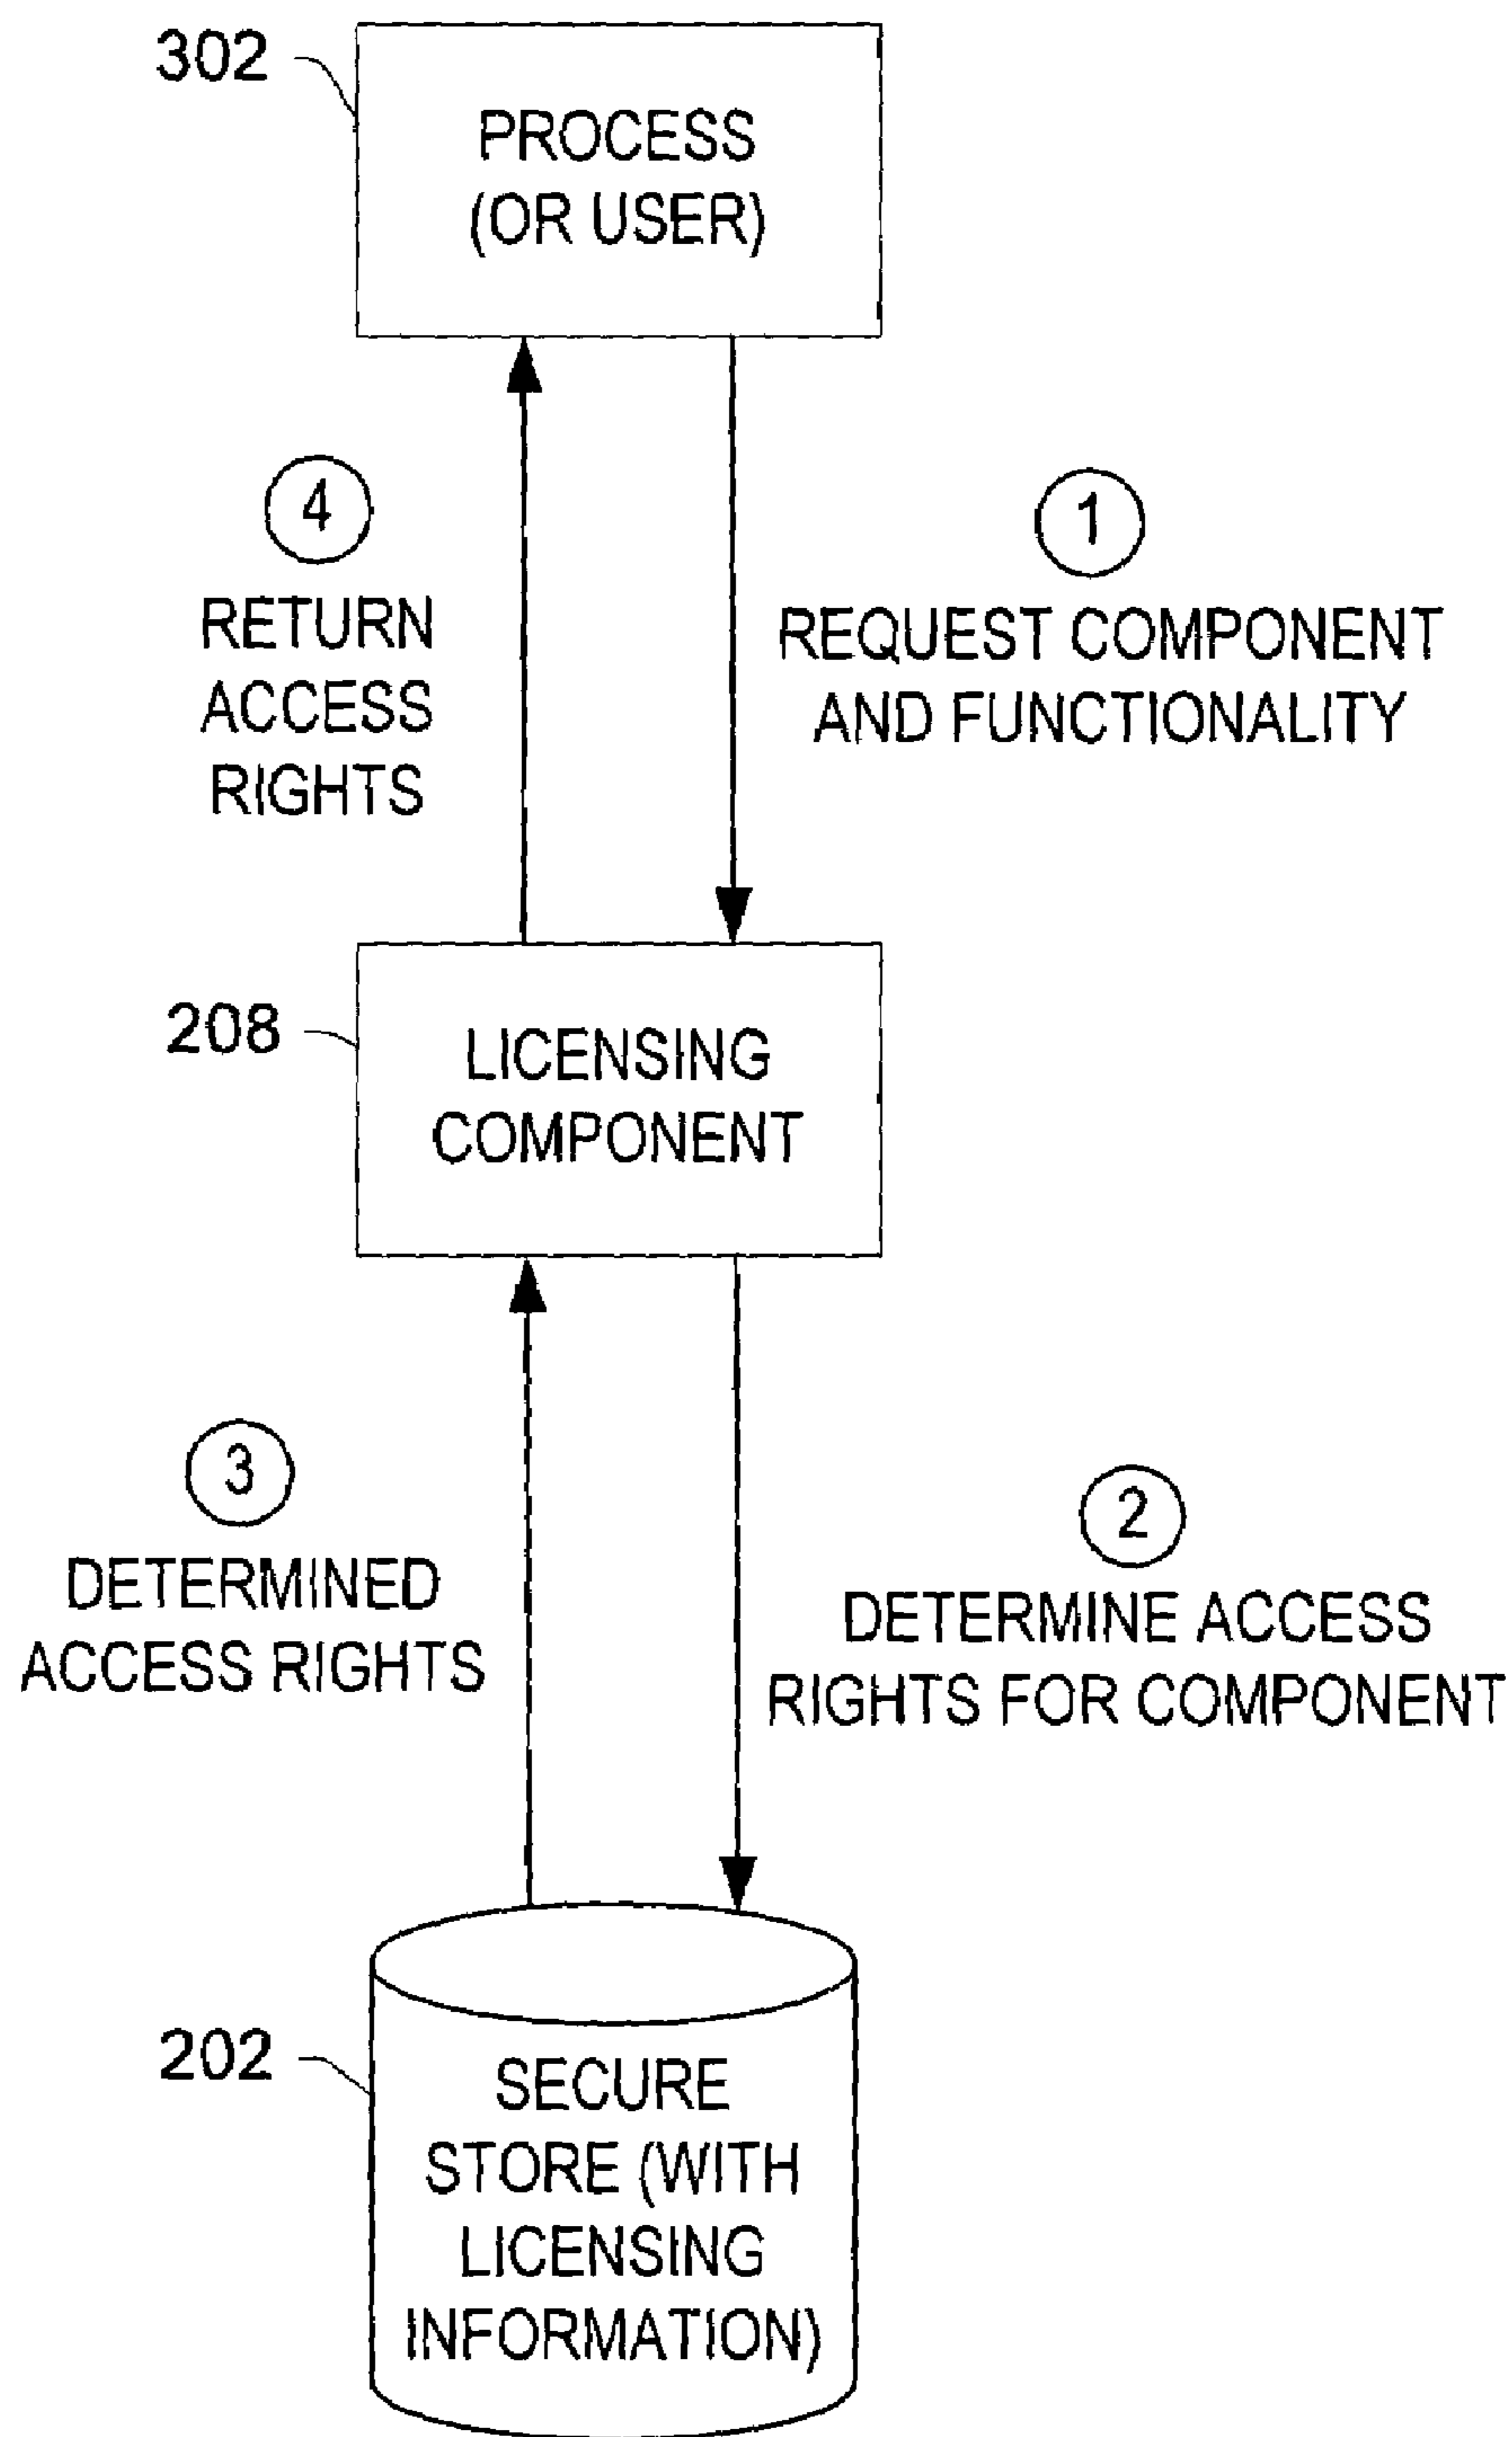 302
PROCESS
(OR USER)
4
RETURN
ACCESS
RIGHTS
1
REQUEST COMPONENT
AND FUNCTIONALITY
208
LICENSING
COMPONENT
3
DETERMINED
ACCESS RIGHTS
2
DETERMINE ACCESS
RIGHTS FOR COMPONENT
202
SECURE
STORE (WITH
LICENSING
INFORMATION)